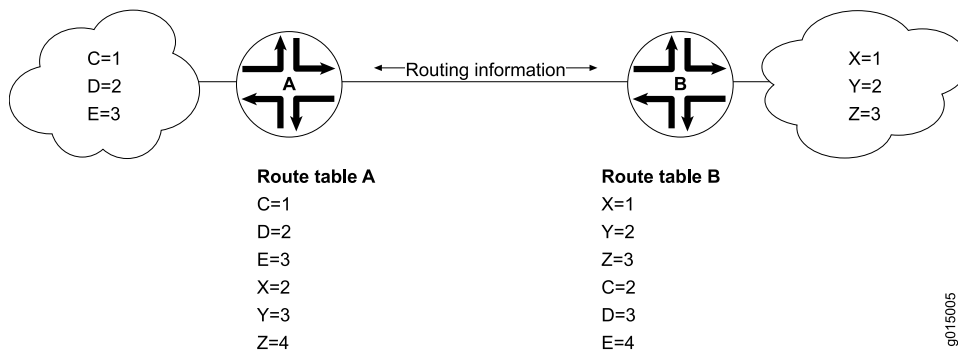 C=1
D=2
E=3
A
Routing information
B
X=1
Y=2
Z=3
Route table A
C=1
D=2
E=3
X=2
Y=3
Z=4
Route table B
X=1
Y=2
Z=3
C=2
D=3
E=4
g015005